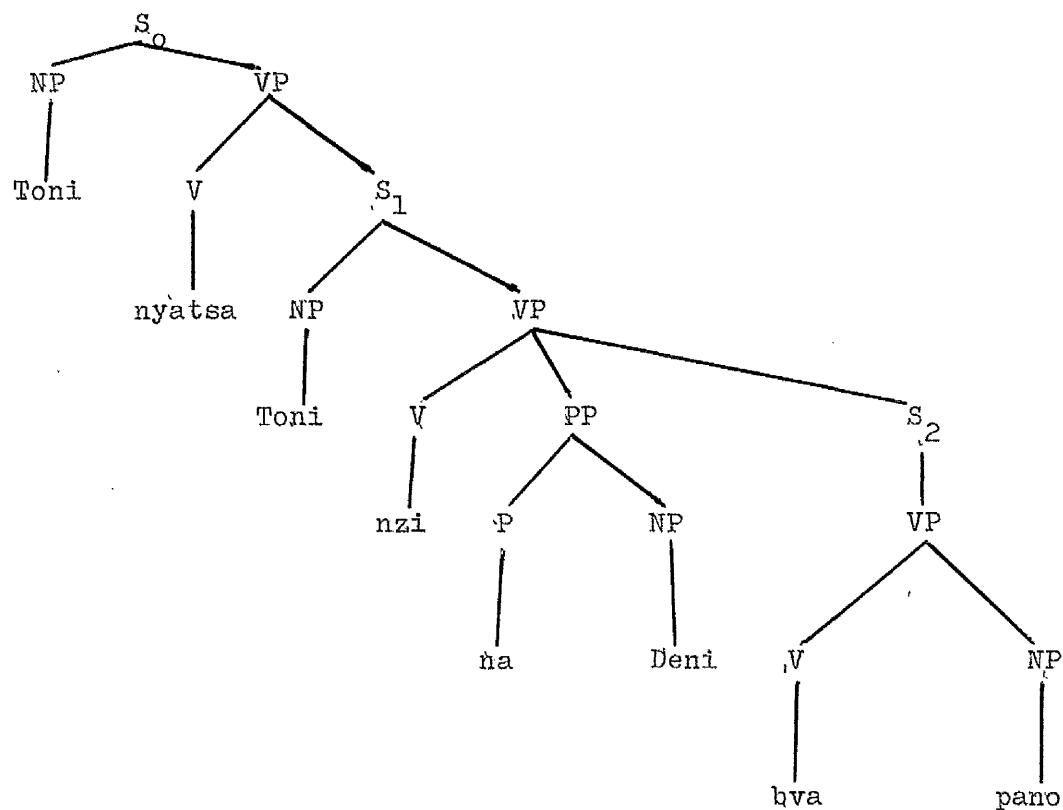 S₀
NP VP
Toni V S₁
nyatsa NP VP
Toni V PP S₂
nzi P NP VP
na Deni V NP
bva pano